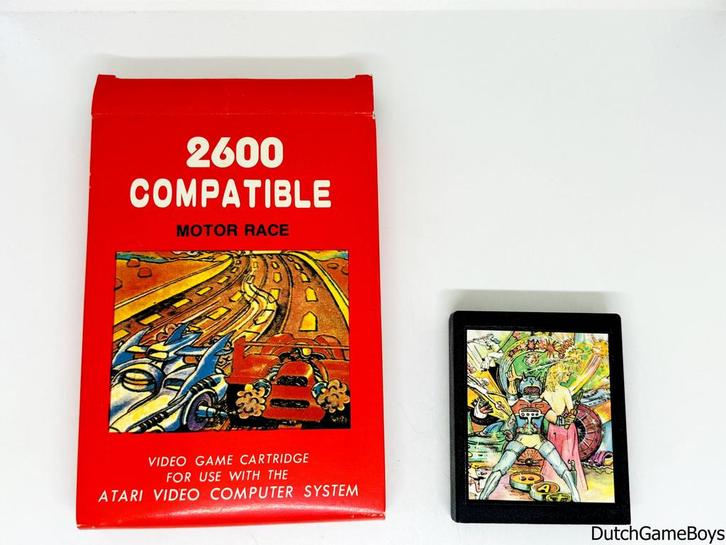 2600
COMPATIBLE
MOTOR RACE
VIDEO GAME CARTRIDGE
FOR USE WITH THE
ATARI VIDEO COMPUTER SYSTEM
DutchGameBoys